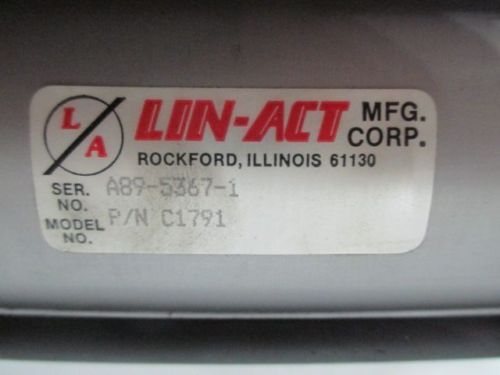 L
A
LIN-ACT MFG. CORP.
ROCKFORD, ILLINOIS 61130
SER. NO. A89-5367-1
MODEL NO. P/N C1791